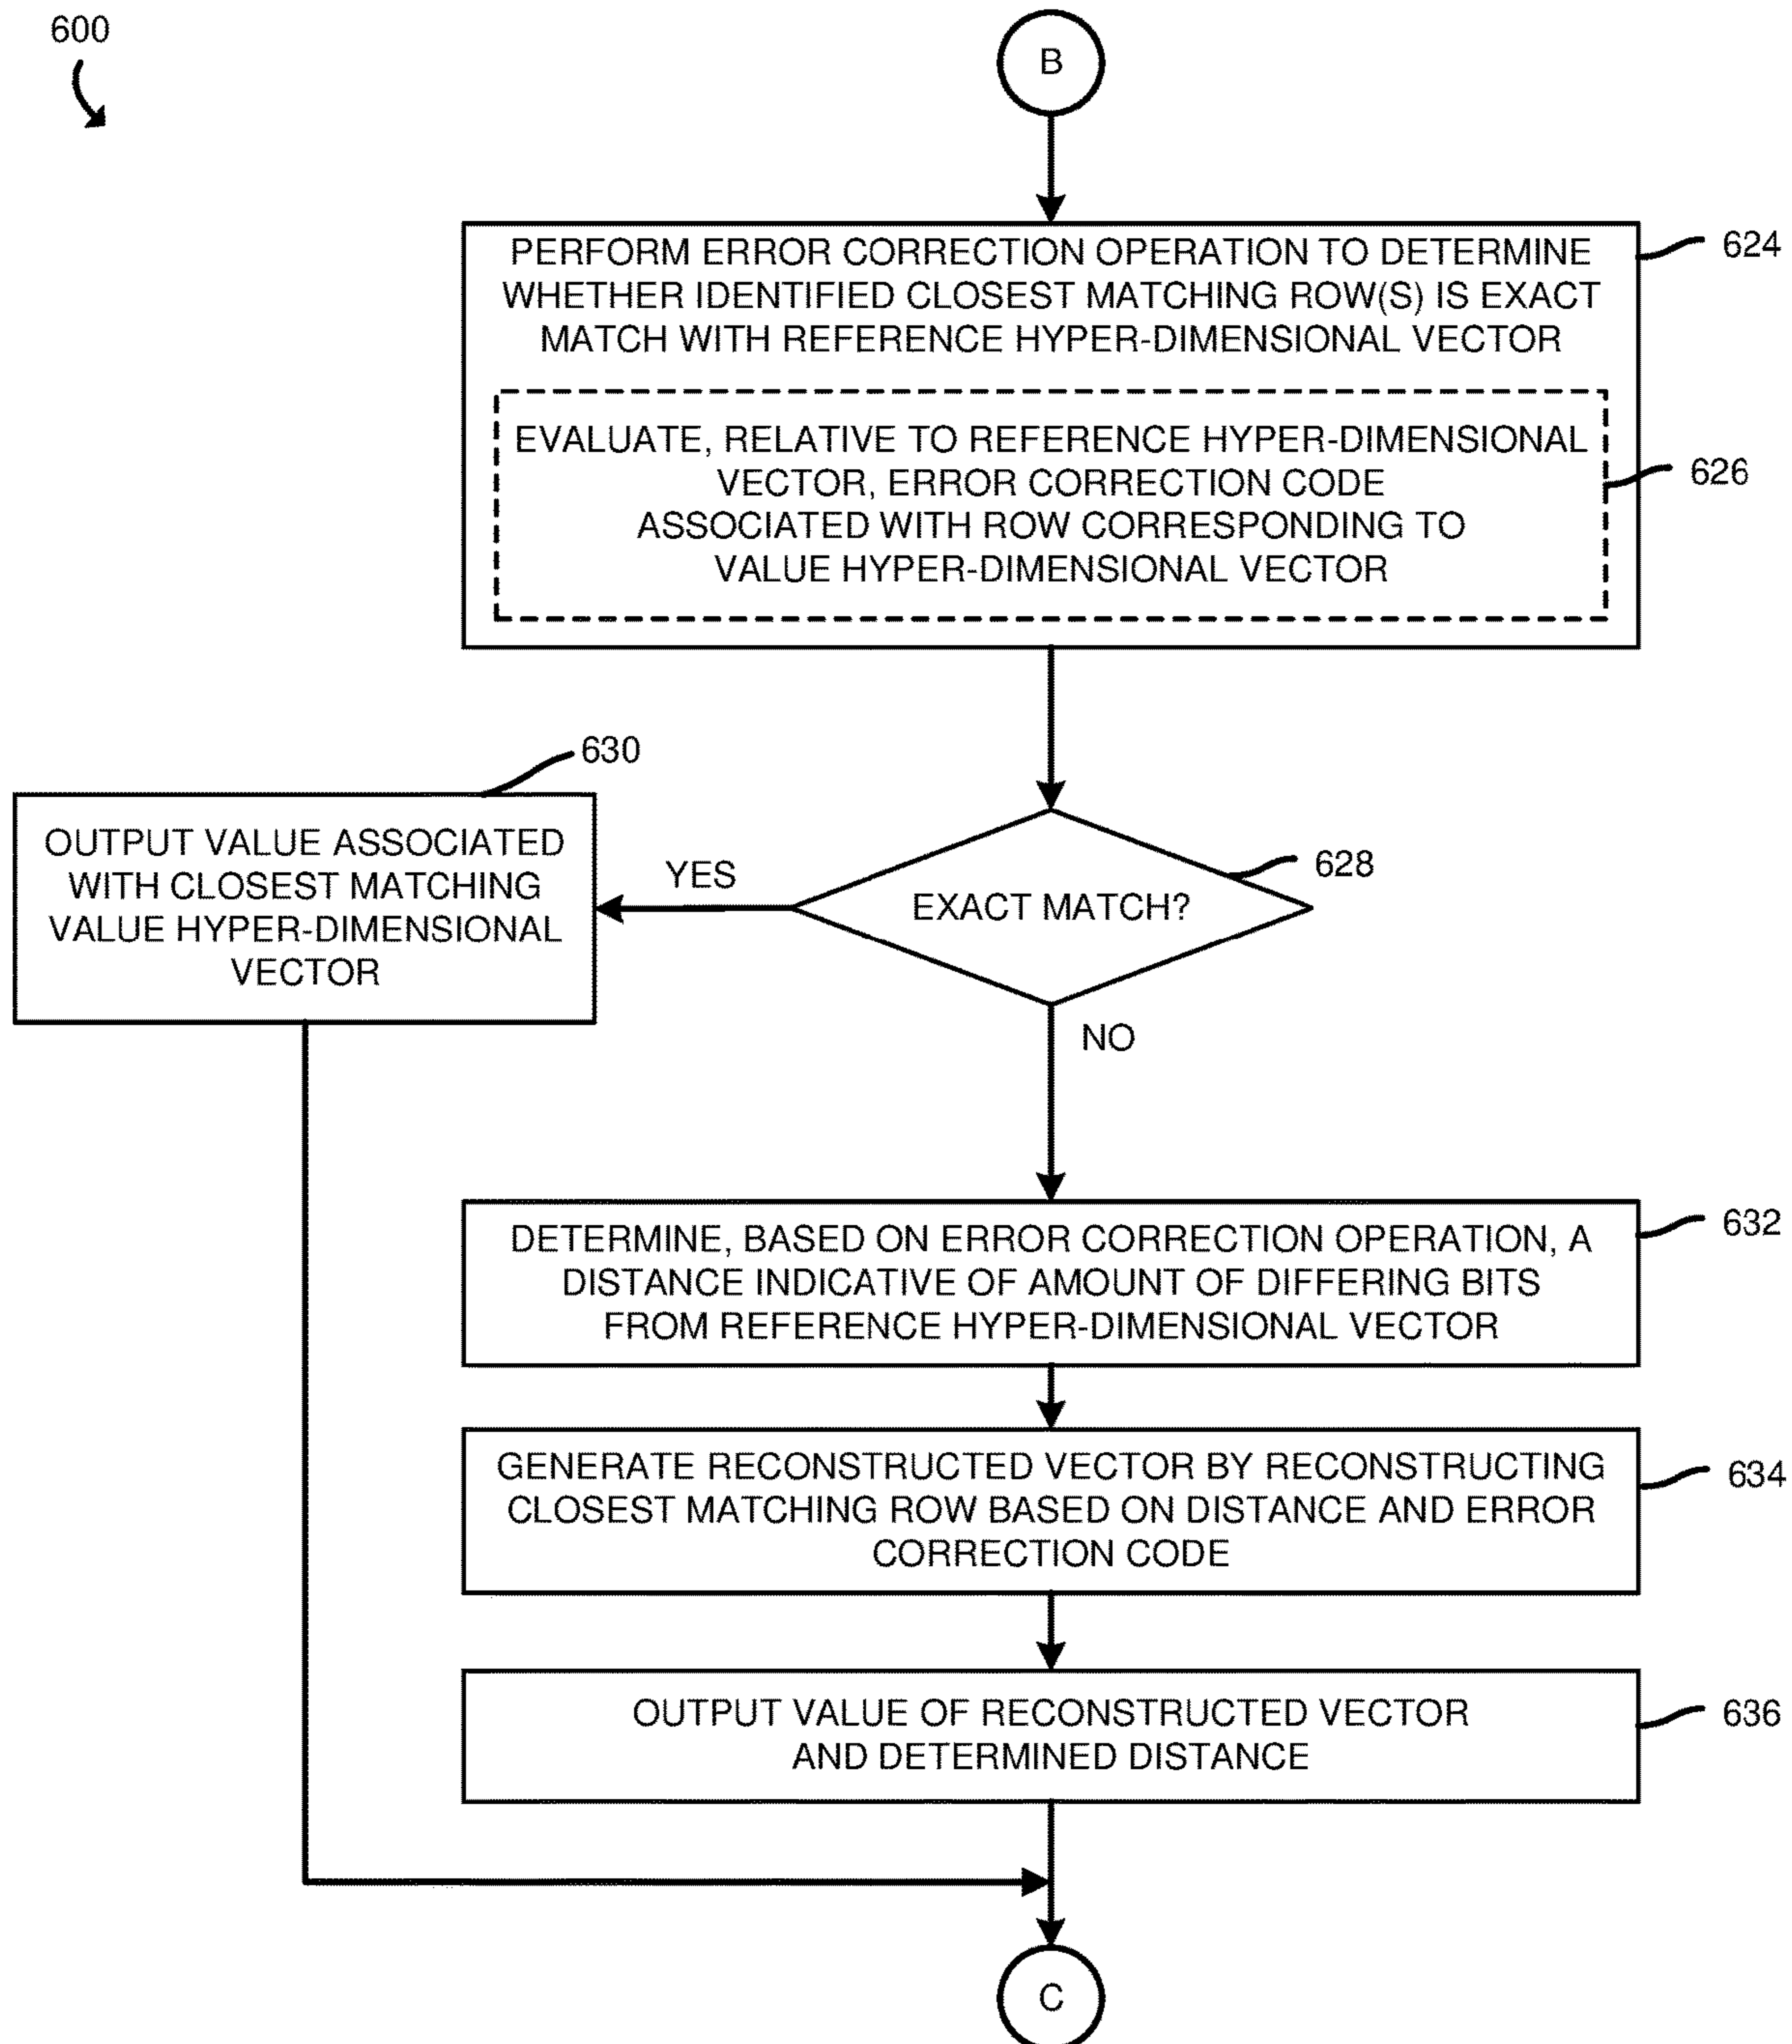 600
B
PERFORM ERROR CORRECTION OPERATION TO DETERMINE
WHETHER IDENTIFIED CLOSEST MATCHING ROW(S) IS EXACT
MATCH WITH REFERENCE HYPER-DIMENSIONAL VECTOR
624
EVALUATE, RELATIVE TO REFERENCE HYPER-DIMENSIONAL
VECTOR, ERROR CORRECTION CODE
ASSOCIATED WITH ROW CORRESPONDING TO
VALUE HYPER-DIMENSIONAL VECTOR
626
EXACT MATCH?
628
YES
630
OUTPUT VALUE ASSOCIATED
WITH CLOSEST MATCHING
VALUE HYPER-DIMENSIONAL
VECTOR
NO
DETERMINE, BASED ON ERROR CORRECTION OPERATION, A
DISTANCE INDICATIVE OF AMOUNT OF DIFFERING BITS
FROM REFERENCE HYPER-DIMENSIONAL VECTOR
632
GENERATE RECONSTRUCTED VECTOR BY RECONSTRUCTING
CLOSEST MATCHING ROW BASED ON DISTANCE AND ERROR
CORRECTION CODE
634
OUTPUT VALUE OF RECONSTRUCTED VECTOR
AND DETERMINED DISTANCE
636
C